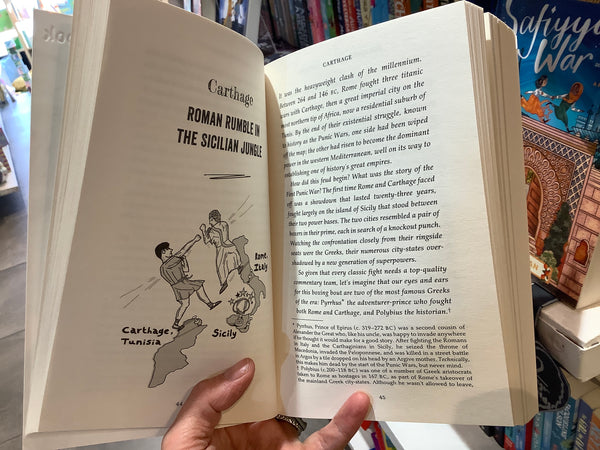 Carthage
ROMAN RUMBLE IN
THE SICILIAN JUNGLE
Rome,
Italy
Carthage,
Tunisia
Sicily
44
CARTHAGE
It was the heavyweight clash of the millennium.
Between 264 and 146 BC, Rome fought three titanic
wars with Carthage, then a great imperial city on the
most northern tip of Africa, now a residential suburb of
Tunis. By the end of their existential struggle, known
to history as the Punic Wars, one side had been wiped
off the map; the other had risen to become the dominant
power in the western Mediterranean, well on its way to
becoming one of history's great empires.
How did this feud begin? What was the story of the
First Punic War? The first time Rome and Carthage faced
off was a showdown that lasted twenty-three years,
fought largely on the island of Sicily that stood between
their two power bases. The two cities resembled a pair of
boxers in their prime, each in search of a knockout punch.
Watching the confrontation closely from their ringside
seats were the Greeks, their numerous city-states over-
shadowed by a new generation of superpowers.
So given that every classic fight needs a top-quality
commentary team, let's imagine that our eyes and ears
for this boxing bout are two of the most famous Greeks
of the era: Pyrrhus* the adventurer-prince who fought
both Rome and Carthage, and Polybius the historian.†
* Pyrrhus, Prince of Epirus (c. 319–272 BC) was a second cousin of
Alexander the Great who, like his uncle, was happy to invade anywhere
he thought it would make for a good story. After fighting the Romans
in Italy and the Carthaginians in Sicily, he seized the throne of
Macedonia, invaded the Peloponnese, and was killed in a street battle
in Argos by a tile dropped on his head by an Argive mother. Technically,
this makes him dead by the start of the Punic Wars, but never mind.
† Polybius (c. 200–118 BC) was one of a number of Greek aristocrats
taken to Rome as hostages in 167 BC, as part of Rome's takeover of
the mainland Greek city-states. Although he wasn't allowed to leave,
45
Safiyya
War